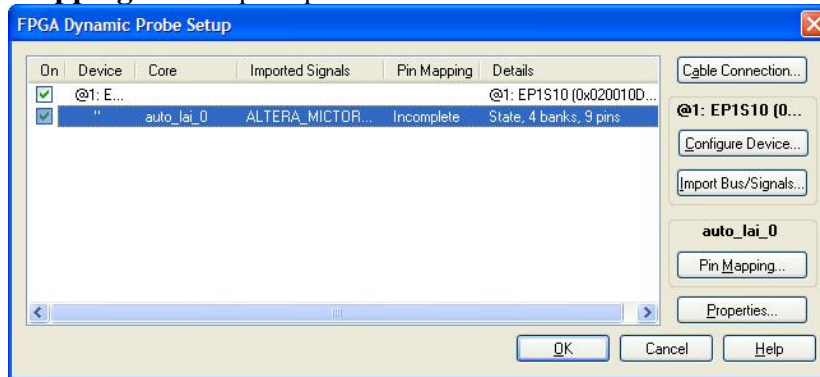 FPGA Dynamic Probe Setup
On Device Core Imported Signals Pin Mapping Details
@1: E... @1: EP1S10 (0x020010D...
" auto_lai_0 ALTERA_MICTOR... Incomplete State, 4 banks, 9 pins
Cable Connection...
@1: EP1S10 (0...
Configure Device...
Import Bus/Signals...
auto_lai_0
Pin Mapping...
Properties...
OK Cancel Help